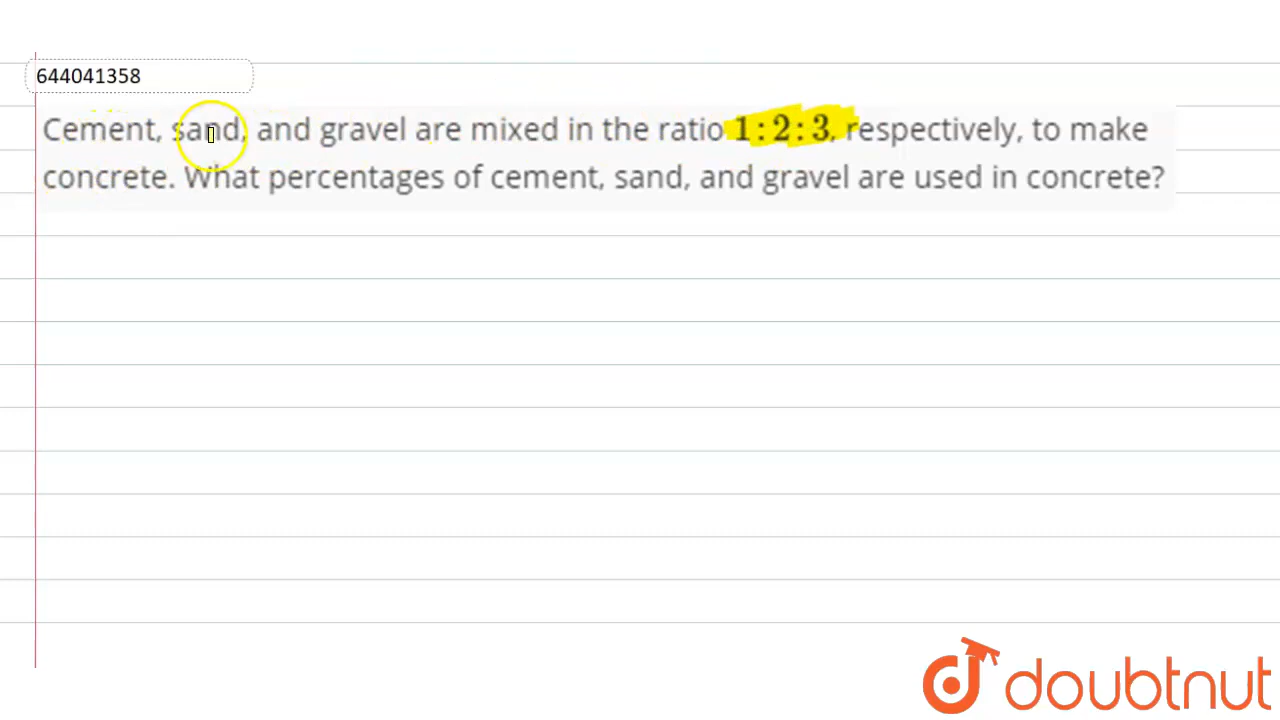 644041358
Cement, sand, and gravel are mixed in the ratio 1 : 2 : 3, respectively, to make
concrete. What percentages of cement, sand, and gravel are used in concrete?
doubtnut